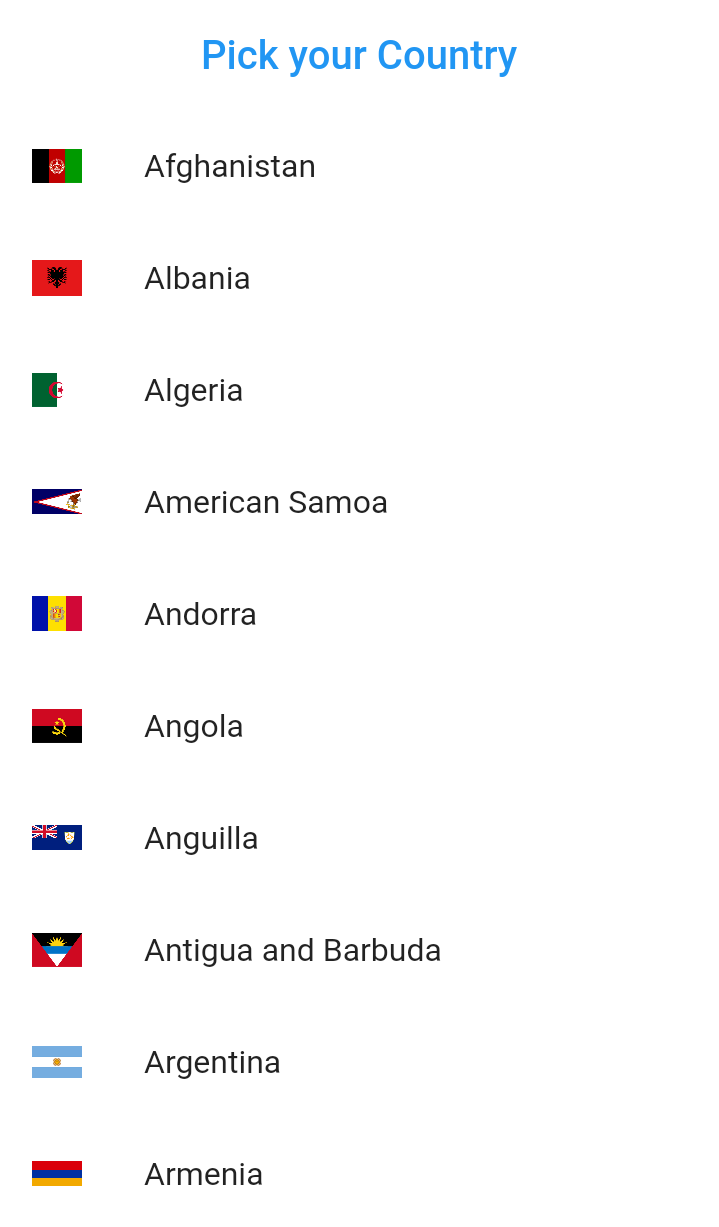 Pick your Country
Afghanistan
Albania
Algeria
American Samoa
Andorra
Angola
Anguilla
Antigua and Barbuda
Argentina
Armenia